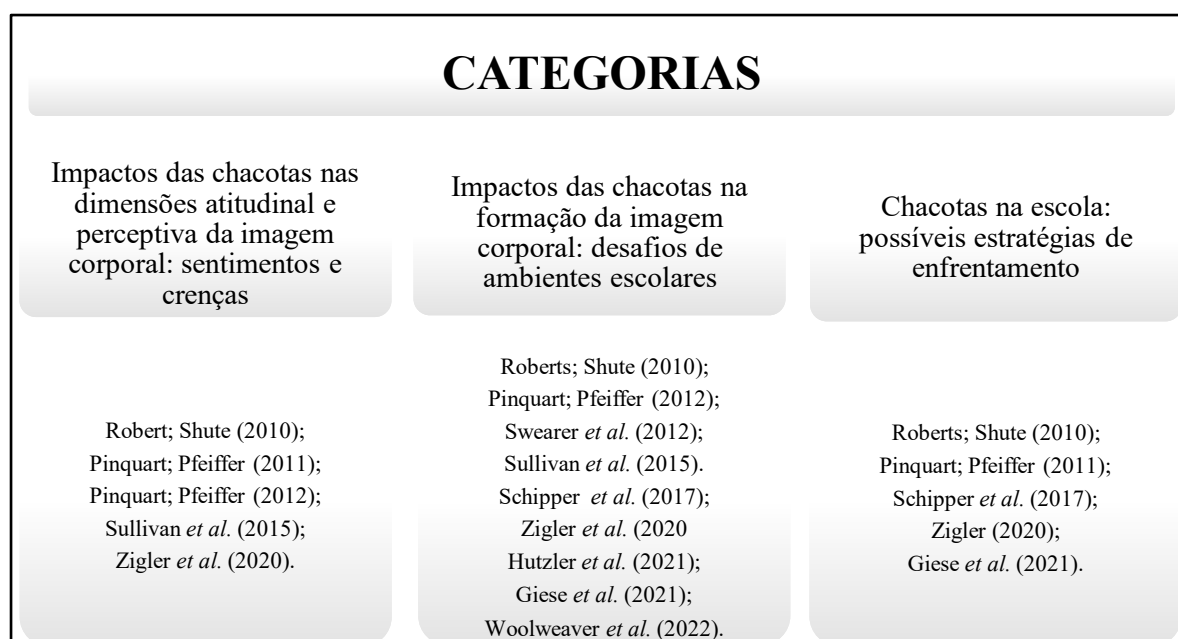 CATEGORIAS
Impactos das chacotas nas
dimensões atitudinal e
perceptiva da imagem
corporal: sentimentos e
crenças
Impactos das chacotas na
formação da imagem
corporal: desafios de
ambientes escolares
Chacotas na escola:
possíveis estratégias de
enfrentamento
Robert; Shute (2010);
Pinquart; Pfeiffer (2011);
Pinquart; Pfeiffer (2012);
Sullivan et al. (2015);
Zigler et al. (2020).
Roberts; Shute (2010);
Pinquart; Pfeiffer (2012);
Swearer et al. (2012);
Sullivan et al. (2015).
Schipper et al. (2017);
Zigler et al. (2020
Hutzler et al. (2021);
Giese et al. (2021);
Woolweaver et al. (2022).
Roberts; Shute (2010);
Pinquart; Pfeiffer (2011);
Schipper et al. (2017);
Zigler (2020);
Giese et al. (2021).